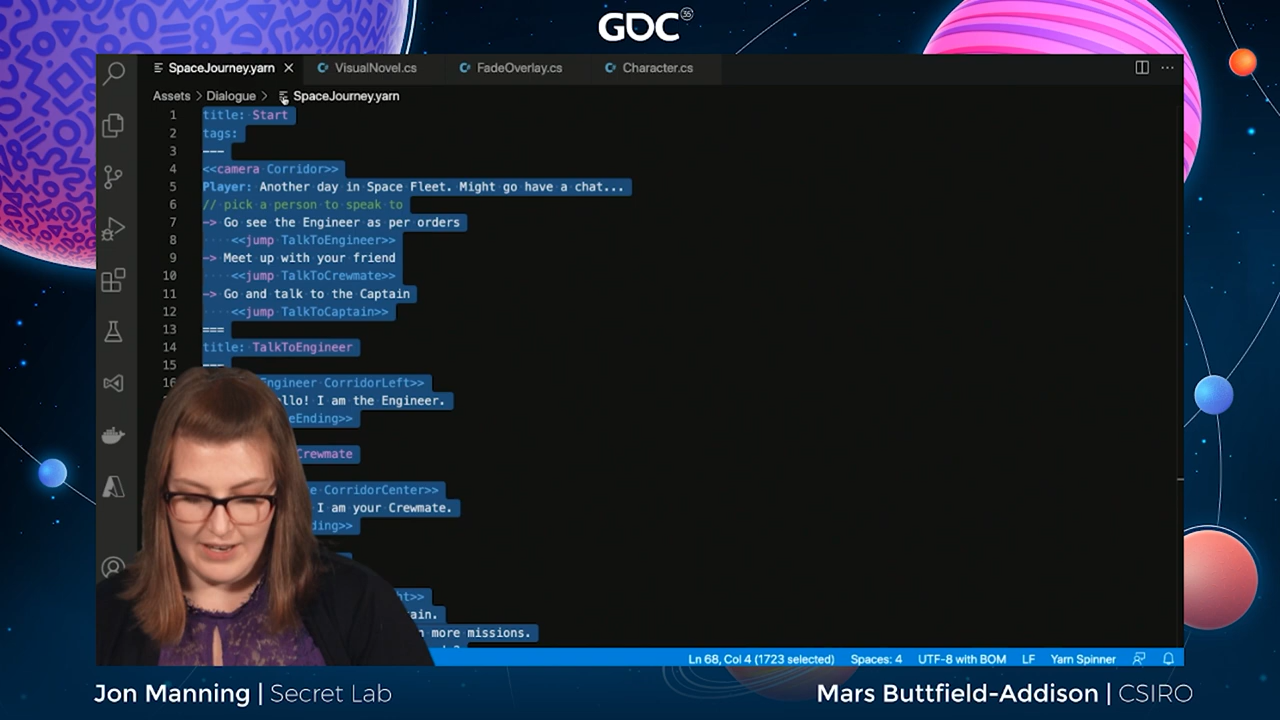 GDC 35
SpaceJourney.yarn VisualNovel.cs FadeOverlay.cs Character.cs
Assets > Dialogue > SpaceJourney.yarn
1 title: Start
2 tags:
3 ---
4 <<camera Corridor>>
5 Player: Another day in Space Fleet. Might go have a chat...
6 // pick a person to speak to
7 -> Go see the Engineer as per orders
8 <<jump TalkToEngineer>>
9 -> Meet up with your friend
10 <<jump TalkToCrewmate>>
11 -> Go and talk to the Captain
12 <<jump TalkToCaptain>>
13 ===
14 title: TalkToEngineer
15 ---
16 Engineer CorridorLeft>>
I am the Engineer.
Ending>>
Crewmate
CorridorCenter>>
I am your Crewmate.
more missions.
Ln 68, Col 4 (1723 selected) Spaces: 4 UTF-8 with BOM LF Yarn Spinner
Jon Manning | Secret Lab
Mars Buttfield-Addison | CSIRO